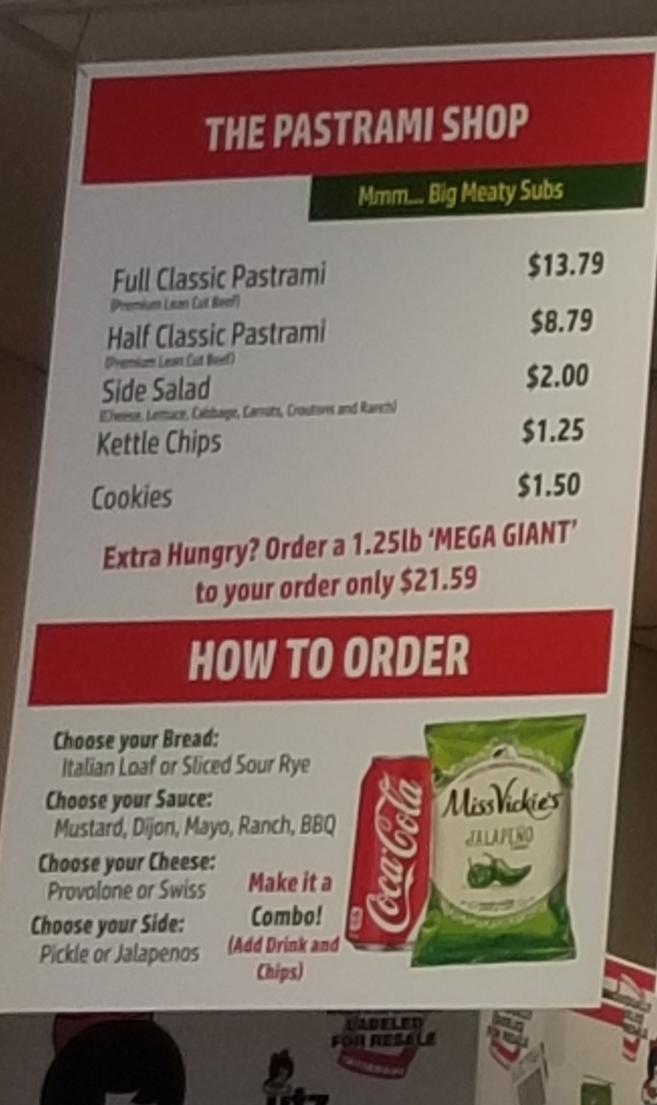 THE PASTRAMI SHOP
Mmm... Big Meaty Subs
Full Classic Pastrami $13.79
(Premium Lean Cut Beef)
Half Classic Pastrami $8.79
(Premium Lean Cut Beef)
Side Salad $2.00
(Cheese, Lettuce, Cabbage, Carrots, Croutons and Ranch)
Kettle Chips $1.25
Cookies $1.50
Extra Hungry? Order a 1.25lb 'MEGA GIANT'
to your order only $21.59
HOW TO ORDER
Choose your Bread:
Italian Loaf or Sliced Sour Rye
Choose your Sauce:
Mustard, Dijon, Mayo, Ranch, BBQ
Choose your Cheese:
Provolone or Swiss
Choose your Side:
Pickle or Jalapenos
Make it a
Combo!
(Add Drink and
Chips)
Coca-Cola
Miss Vickie's
JALAPEÑO
LABELED
FOR RESALE
utz